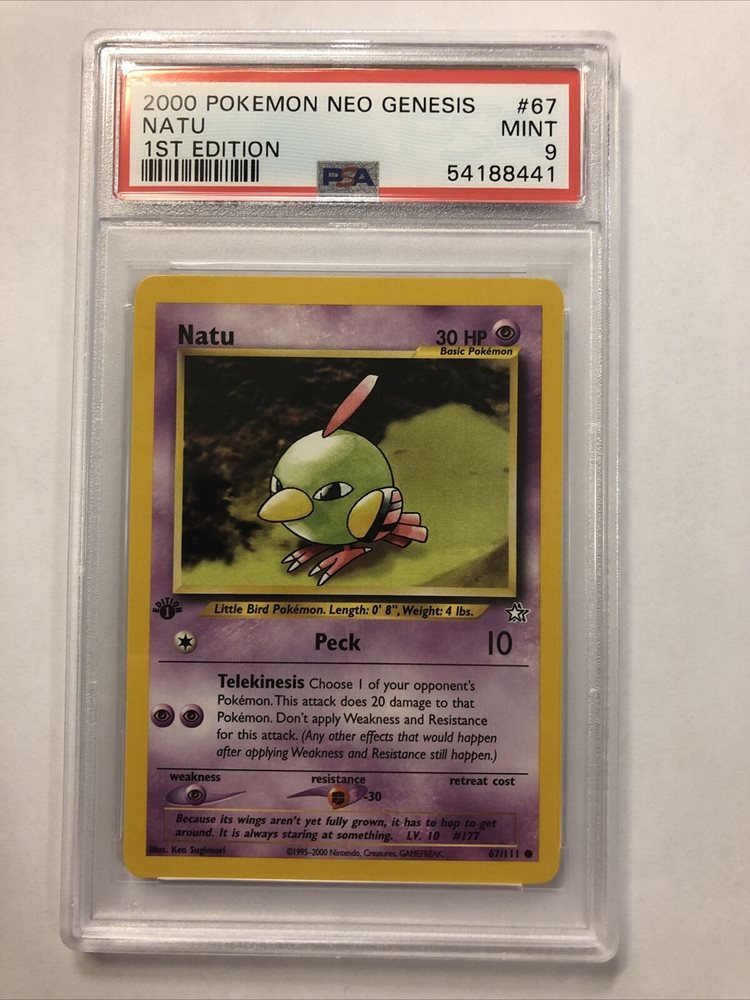 2000 POKEMON NEO GENESIS #67
NATU MINT
1ST EDITION 9
PSA 54188441
Natu 30 HP
Basic Pokémon
EDITION 1
Little Bird Pokémon. Length: 0' 8", Weight: 4 lbs.
Peck 10
Telekinesis Choose 1 of your opponent's
Pokémon. This attack does 20 damage to that
Pokémon. Don't apply Weakness and Resistance
for this attack. (Any other effects that would happen
after applying Weakness and Resistance still happen.)
weakness resistance retreat cost
-30
Because its wings aren't yet fully grown, it has to hop to get
around. It is always staring at something. LV. 10 #177
Illus. Ken Sugimori ©1995-2000 Nintendo, Creatures, GAMEFREAK. 67/111